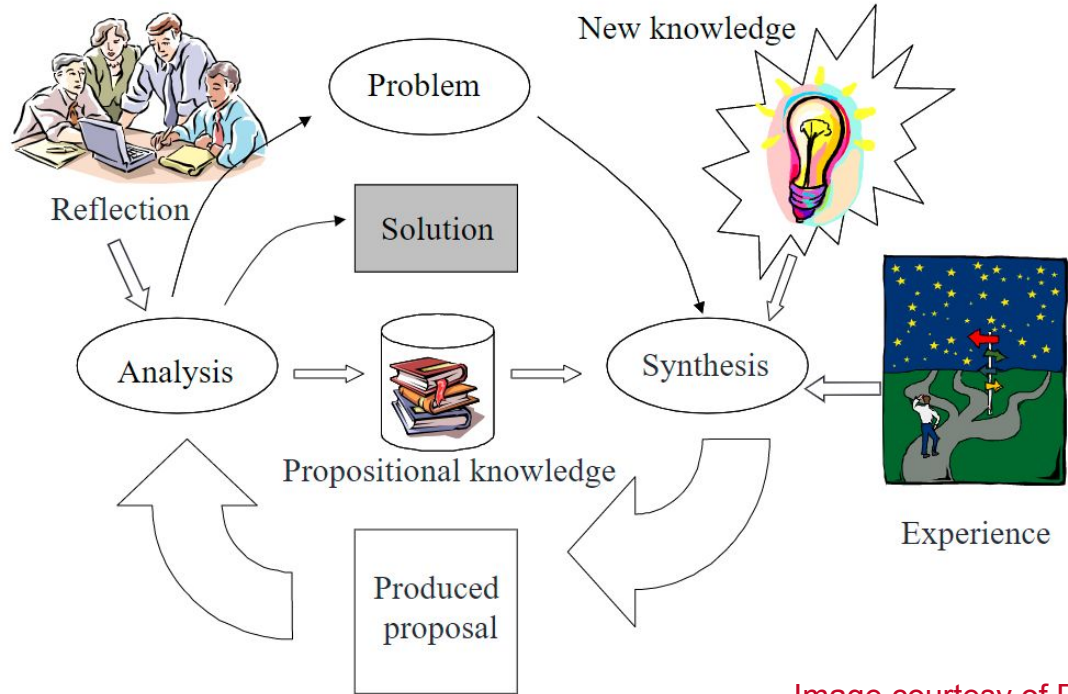 New knowledge
Problem
Reflection
Solution
Analysis
Synthesis
Propositional knowledge
Experience
Produced
proposal
Image courtesy of